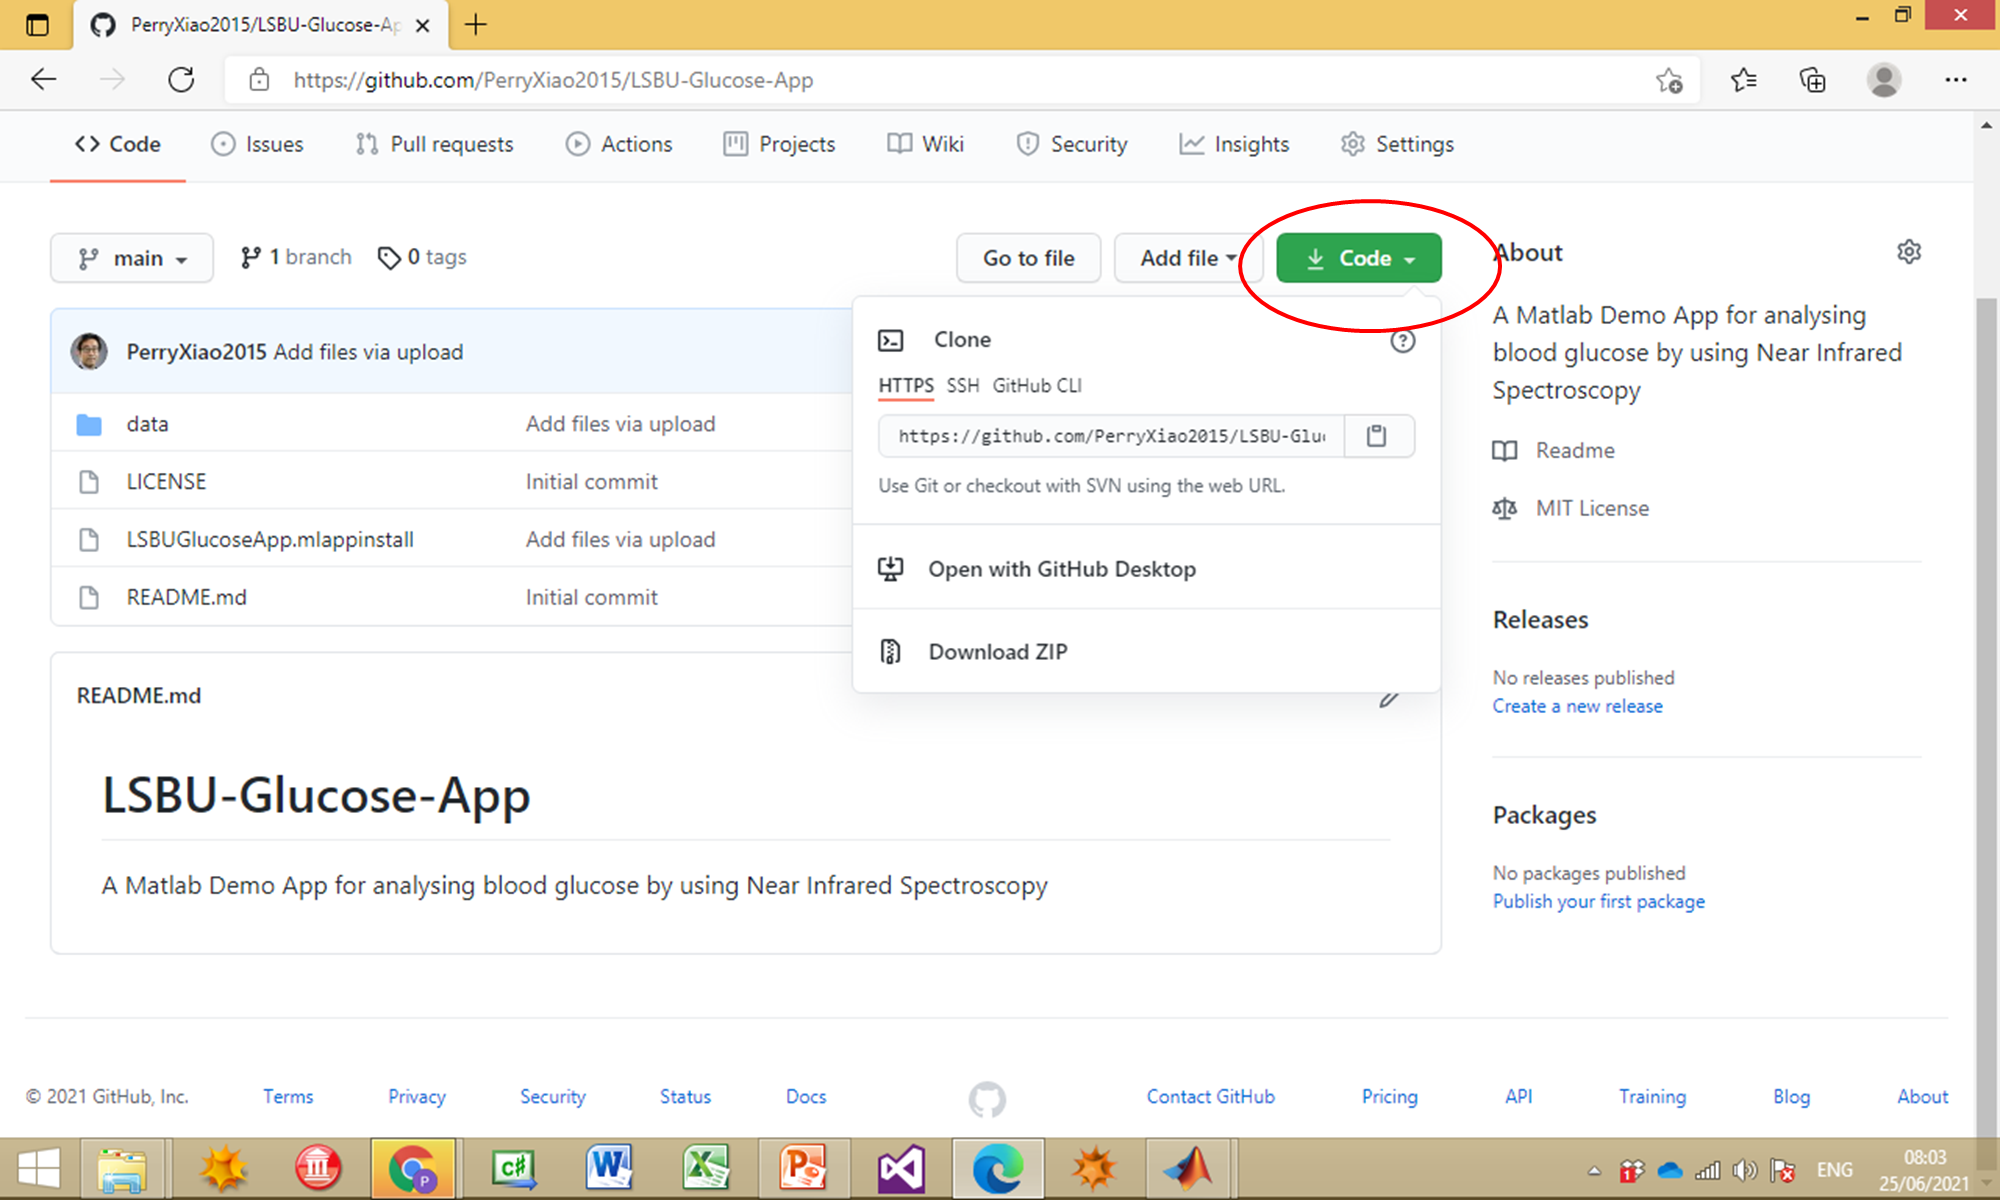 PerryXiao2015/LSBU-Glucose-Ap
https://github.com/PerryXiao2015/LSBU-Glucose-App
Code Issues Pull requests Actions Projects Wiki Security Insights Settings
main 1 branch 0 tags Go to file Add file Code
About
A Matlab Demo App for analysing
blood glucose by using Near Infrared
Spectroscopy
Readme
MIT License
PerryXiao2015 Add files via upload
data Add files via upload
LICENSE Initial commit
LSBUGlucoseApp.mlappinstall Add files via upload
README.md Initial commit
Clone
HTTPS SSH GitHub CLI
https://github.com/PerryXiao2015/LSBU-Glu
Use Git or checkout with SVN using the web URL.
Open with GitHub Desktop
Download ZIP
Releases
No releases published
Create a new release
Packages
No packages published
Publish your first package
README.md
LSBU-Glucose-App
A Matlab Demo App for analysing blood glucose by using Near Infrared Spectroscopy
© 2021 GitHub, Inc. Terms Privacy Security Status Docs Contact GitHub Pricing API Training Blog About
ENG
08:03
25/06/2021